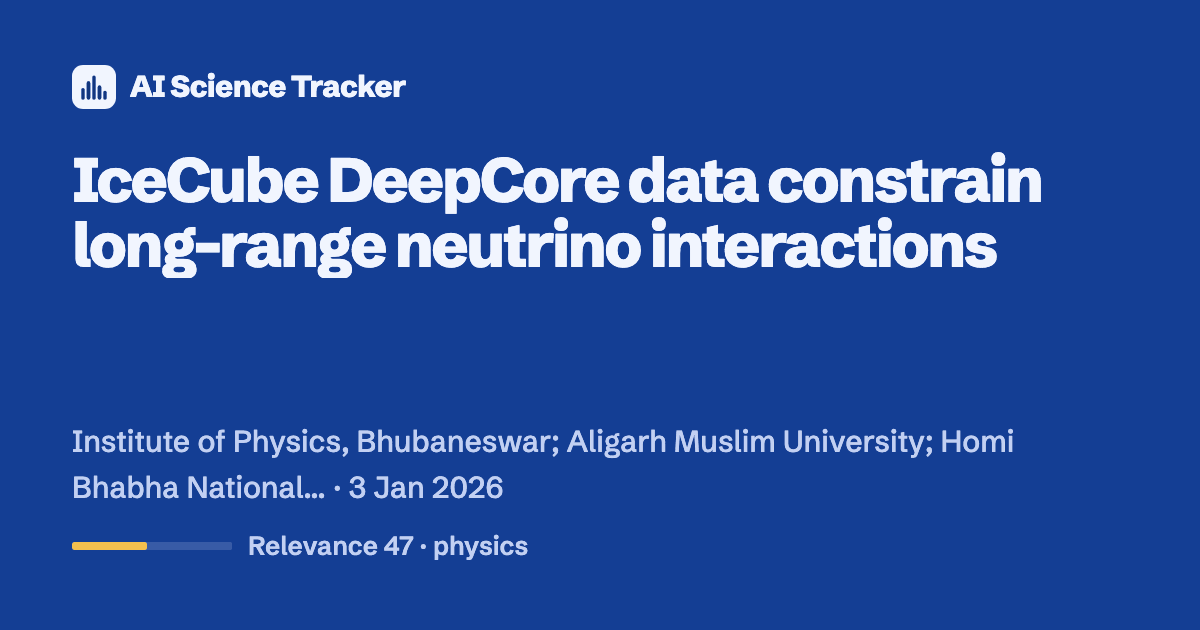 AI Science Tracker
IceCube DeepCore data constrain
long-range neutrino interactions
Institute of Physics, Bhubaneswar; Aligarh Muslim University; Homi
Bhabha National... · 3 Jan 2026
Relevance 47 · physics